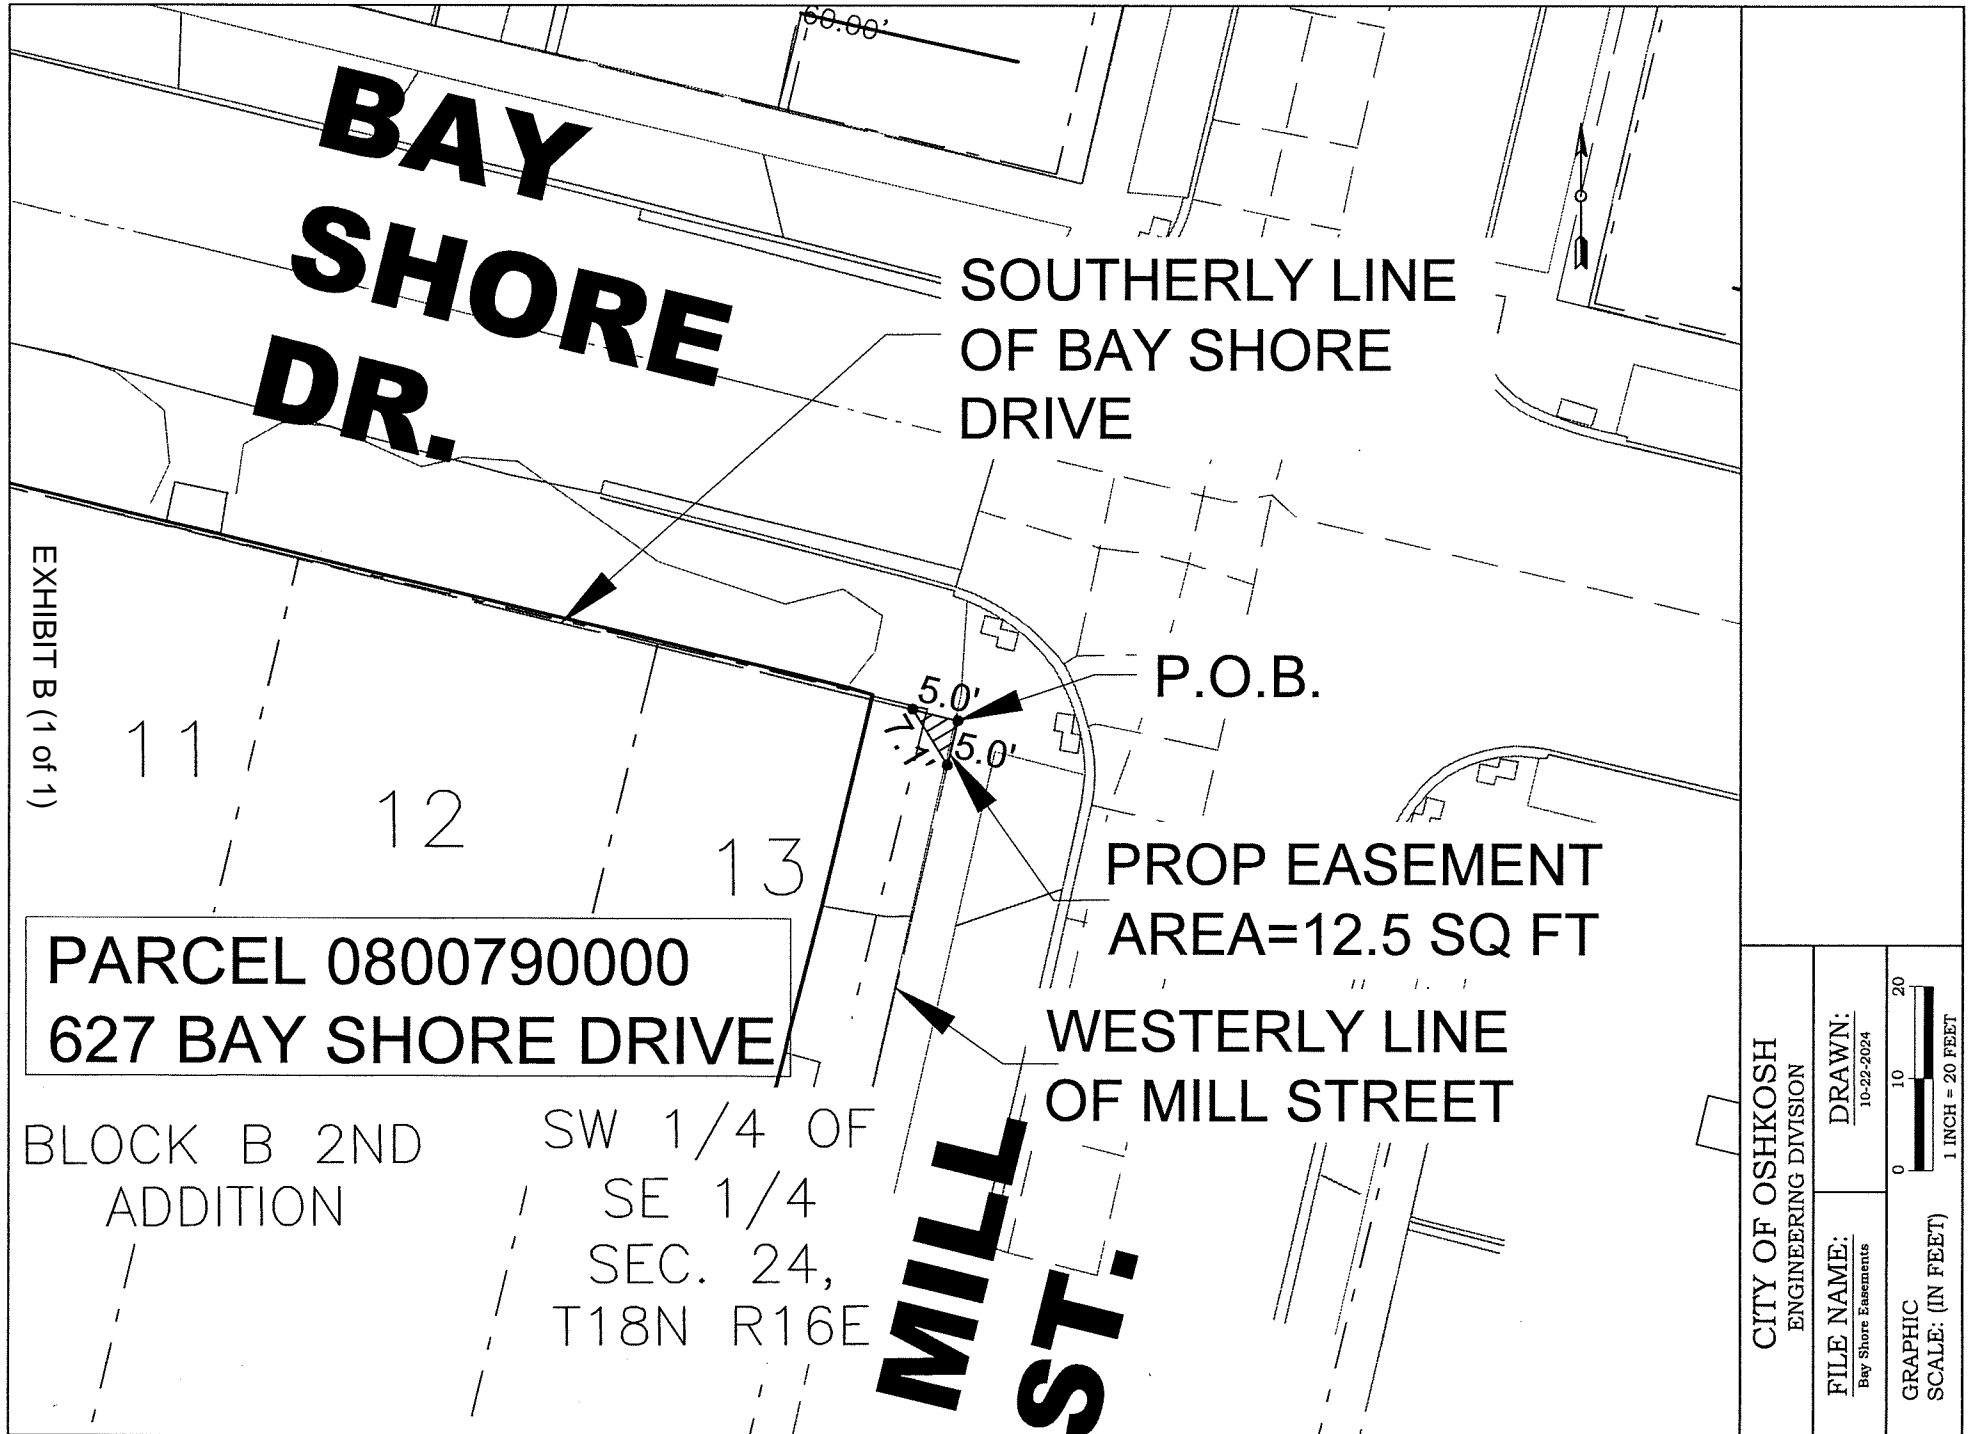 60.00'
BAY
SHORE
DR.
SOUTHERLY LINE
OF BAY SHORE
DRIVE
P.O.B.
5.0'
5.0'
7.1'
PROP EASEMENT
AREA=12.5 SQ FT
WESTERLY LINE
OF MILL STREET
EXHIBIT B (1 of 1)
11
12
13
PARCEL 0800790000
627 BAY SHORE DRIVE
BLOCK B 2ND
ADDITION
SW 1/4 OF
SE 1/4
SEC. 24,
T18N R16E
MILL
ST.
CITY OF OSHKOSH
ENGINEERING DIVISION
FILE NAME:
Bay Shore Easements
DRAWN:
10-22-2024
GRAPHIC
SCALE: (IN FEET)
0 10 20
1 INCH = 20 FEET